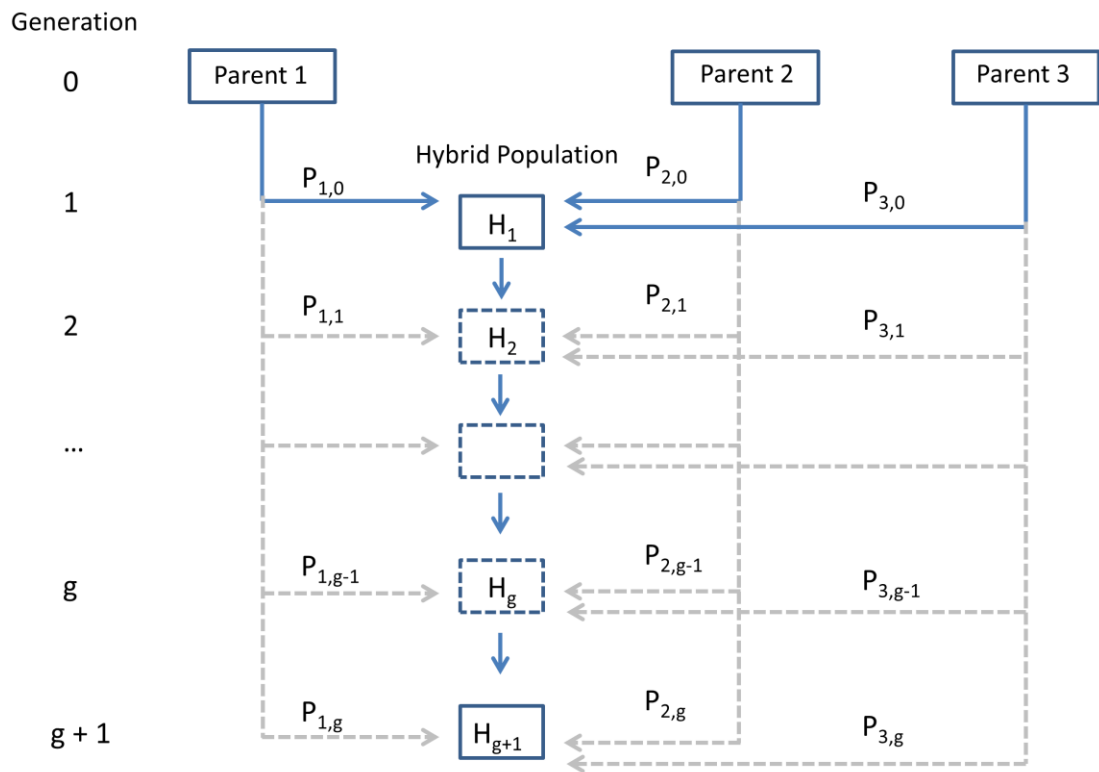 Generation
0
Parent 1
Parent 2
Parent 3
Hybrid Population
1
P1,0
H1
P2,0
P3,0
2
P1,1
H2
P2,1
P3,1
...
g
P1,g-1
Hg
P2,g-1
P3,g-1
g + 1
P1,g
Hg+1
P2,g
P3,g